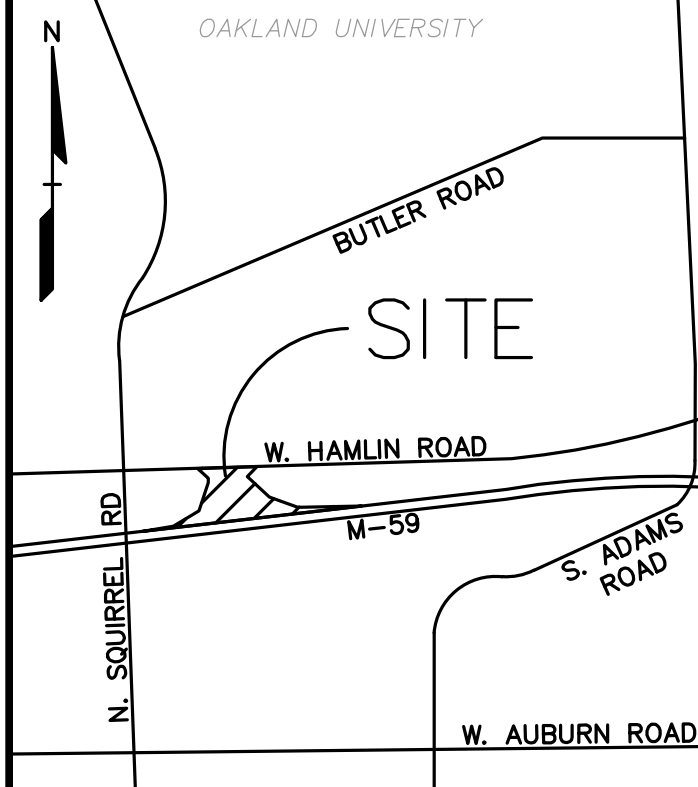 OAKLAND UNIVERSITY
N
BUTLER ROAD
SITE
W. HAMLIN ROAD
N. SQUIRREL RD
M-59
S. ADAMS
ROAD
W. AUBURN ROAD